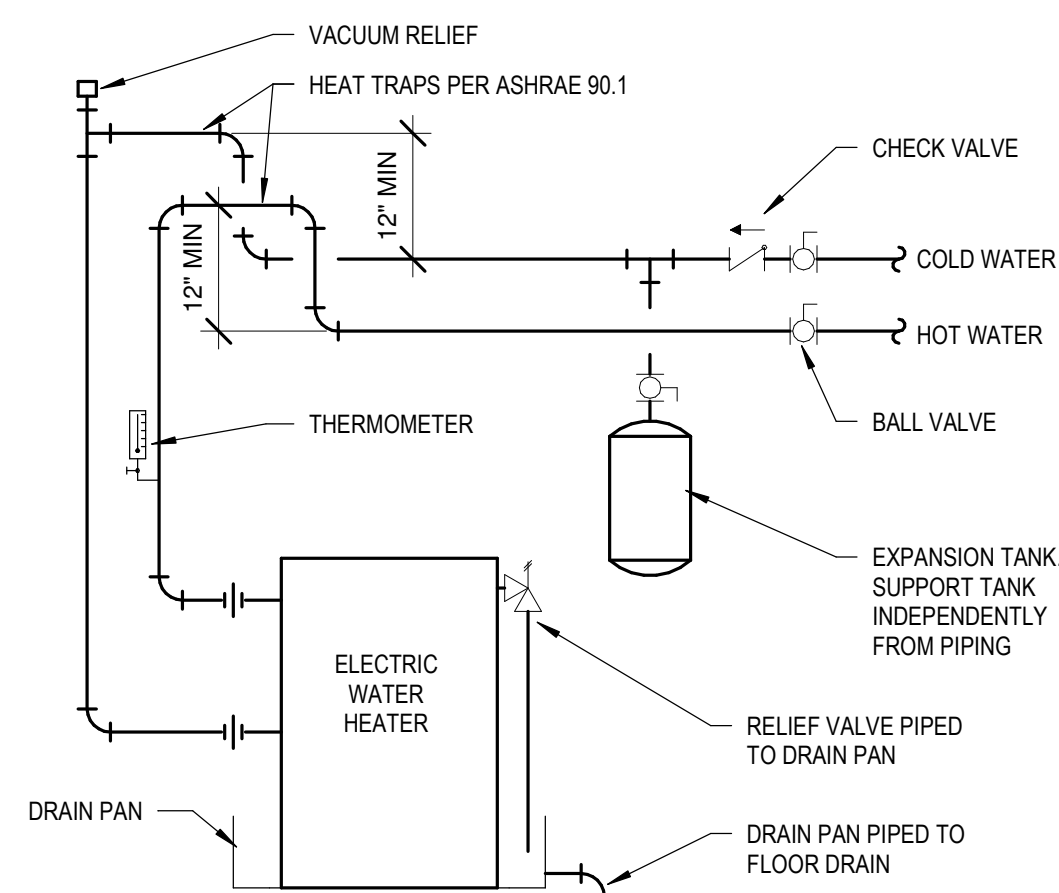 VACUUM RELIEF
HEAT TRAPS PER ASHRAE 90.1
CHECK VALVE
12" MIN
12" MIN
COLD WATER
HOT WATER
THERMOMETER
BALL VALVE
EXPANSION TANK.
SUPPORT TANK
INDEPENDENTLY
FROM PIPING
ELECTRIC
WATER
HEATER
RELIEF VALVE PIPED
TO DRAIN PAN
DRAIN PAN
DRAIN PAN PIPED TO
FLOOR DRAIN